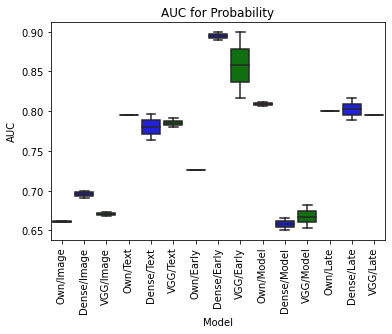 AUC for Probability
0.90
0.85
0.80
0.75
0.70
0.65
AUC
Own/Image
Dense/Image
VGG/Image
Own/Text
Dense/Text
VGG/Text
Own/Early
Dense/Early
VGG/Early
Own/Model
Dense/Model
VGG/Model
Own/Late
Dense/Late
VGG/Late
Model